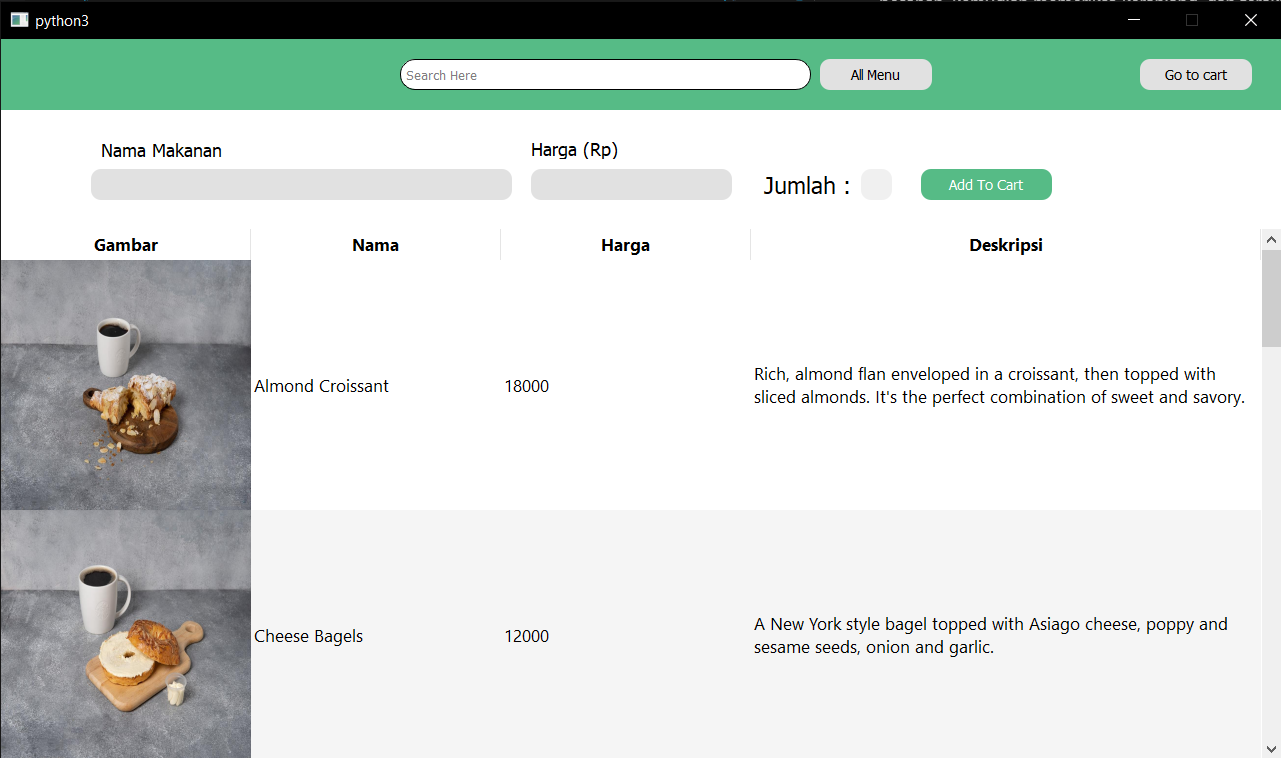 python3
Search Here
All Menu
Go to cart
Nama Makanan
Harga (Rp)
Jumlah :
Add To Cart
Gambar
Nama
Harga
Deskripsi
Almond Croissant
18000
Rich, almond flan enveloped in a croissant, then topped with
sliced almonds. It's the perfect combination of sweet and savory.
Cheese Bagels
12000
A New York style bagel topped with Asiago cheese, poppy and
sesame seeds, onion and garlic.